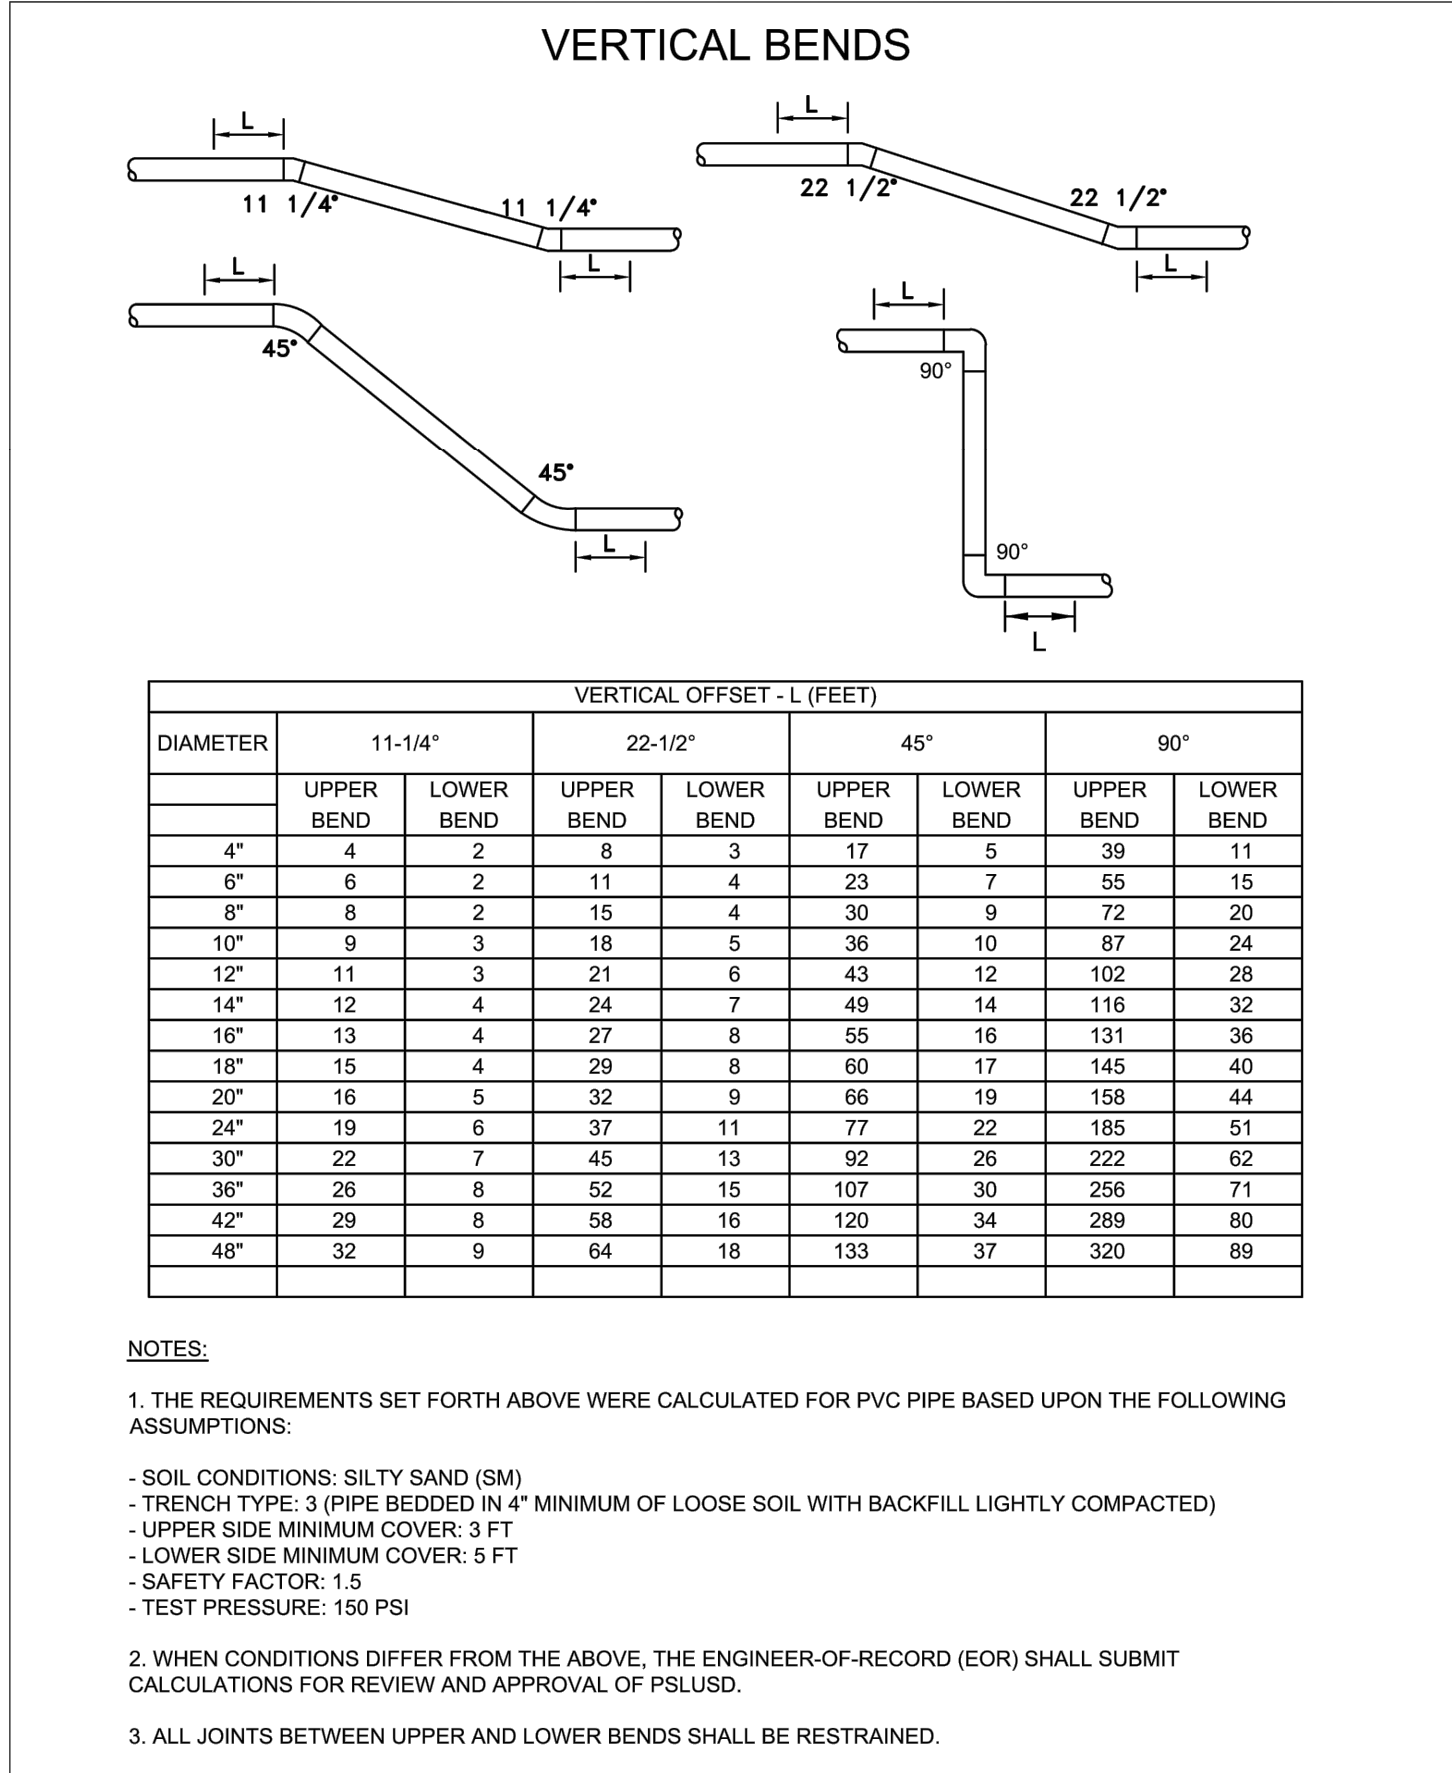 VERTICAL BENDS
L
11 1/4°
11 1/4°
L
L
22 1/2°
22 1/2°
L
L
45°
45°
L
L
90°
90°
L
VERTICAL OFFSET - L (FEET)
DIAMETER 11-1/4° 22-1/2° 45° 90°
UPPER LOWER UPPER LOWER UPPER LOWER UPPER LOWER
BEND BEND BEND BEND BEND BEND BEND BEND
4" 4 2 8 3 17 5 39 11
6" 6 2 11 4 23 7 55 15
8" 8 2 15 4 30 9 72 20
10" 9 3 18 5 36 10 87 24
12" 11 3 21 6 43 12 102 28
14" 12 4 24 7 49 14 116 32
16" 13 4 27 8 55 16 131 36
18" 15 4 29 8 60 17 145 40
20" 16 5 32 9 66 19 158 44
24" 19 6 37 11 77 22 185 51
30" 22 7 45 13 92 26 222 62
36" 26 8 52 15 107 30 256 71
42" 29 8 58 16 120 34 289 80
48" 32 9 64 18 133 37 320 89
NOTES:
1. THE REQUIREMENTS SET FORTH ABOVE WERE CALCULATED FOR PVC PIPE BASED UPON THE FOLLOWING
ASSUMPTIONS:
- SOIL CONDITIONS: SILTY SAND (SM)
- TRENCH TYPE: 3 (PIPE BEDDED IN 4" MINIMUM OF LOOSE SOIL WITH BACKFILL LIGHTLY COMPACTED)
- UPPER SIDE MINIMUM COVER: 3 FT
- LOWER SIDE MINIMUM COVER: 5 FT
- SAFETY FACTOR: 1.5
- TEST PRESSURE: 150 PSI
2. WHEN CONDITIONS DIFFER FROM THE ABOVE, THE ENGINEER-OF-RECORD (EOR) SHALL SUBMIT
CALCULATIONS FOR REVIEW AND APPROVAL OF PSLUSD.
3. ALL JOINTS BETWEEN UPPER AND LOWER BENDS SHALL BE RESTRAINED.